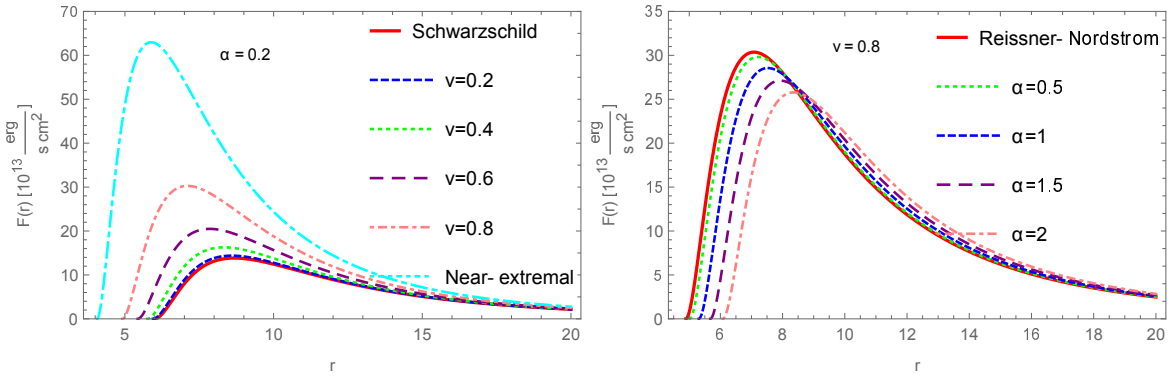 70
60
50
40
30
20
10
0
F(r) [10^13 erg / s cm^2]
5
10
15
20
r
α = 0.2
Schwarzschild
v=0.2
v=0.4
v=0.6
v=0.8
Near- extremal
35
30
25
20
15
10
5
0
F(r) [10^13 erg / s cm^2]
6
8
10
12
14
16
18
20
r
v = 0.8
Reissner- Nordstrom
α=0.5
α=1
α=1.5
α=2